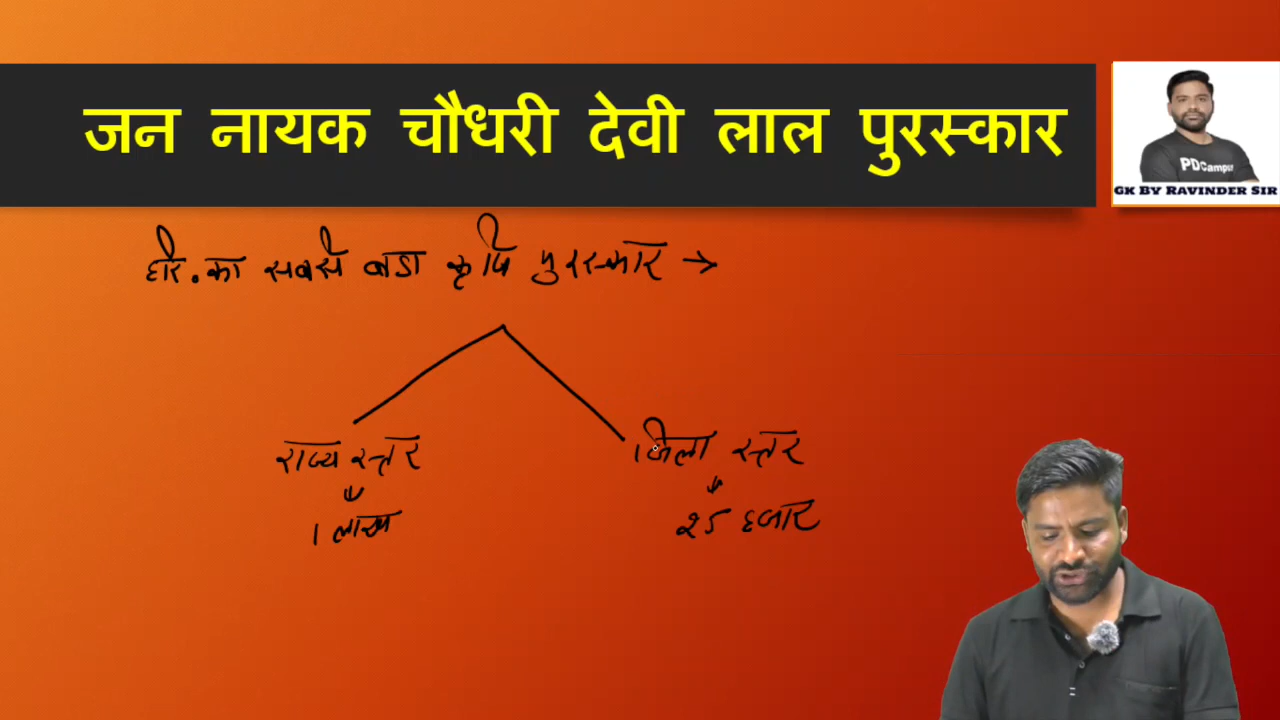 जन नायक चौधरी देवी लाल पुरस्कार
PDCampus
GK BY RAVINDER SIR
हरि. का सबसे बडा कृषि पुरस्कार →
राज्य स्तर
1 लाख
जिला स्तर
25 हजार